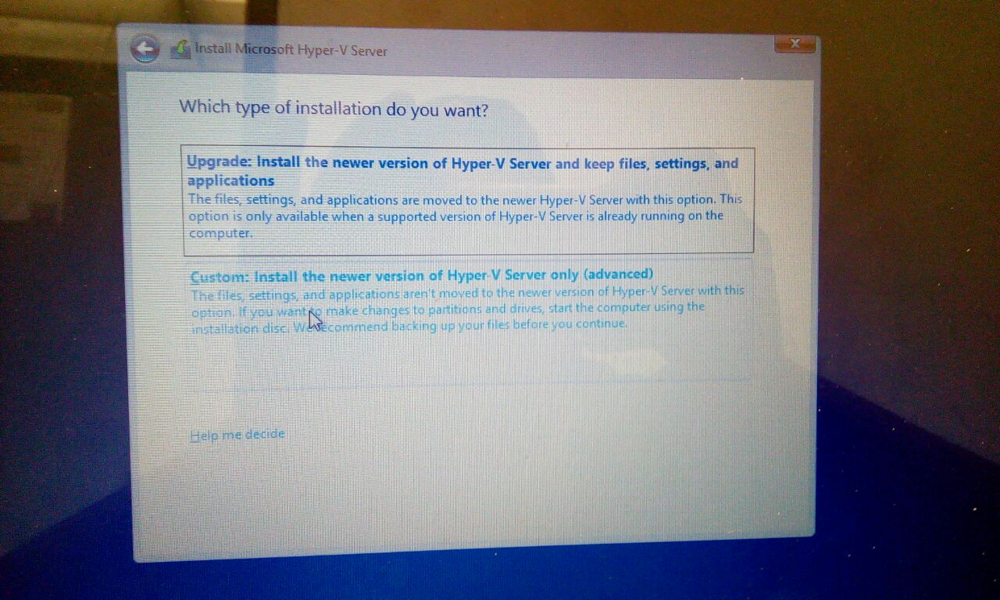 Install Microsoft Hyper-V Server
Which type of installation do you want?
Upgrade: Install the newer version of Hyper-V Server and keep files, settings, and
applications
The files, settings, and applications are moved to the newer Hyper-V Server with this option. This
option is only available when a supported version of Hyper-V Server is already running on the
computer.
Custom: Install the newer version of Hyper-V Server only (advanced)
The files, settings, and applications aren't moved to the newer version of Hyper-V Server with this
option. If you want to make changes to partitions and drives, start the computer using the
installation disc. We recommend backing up your files before you continue.
Help me decide